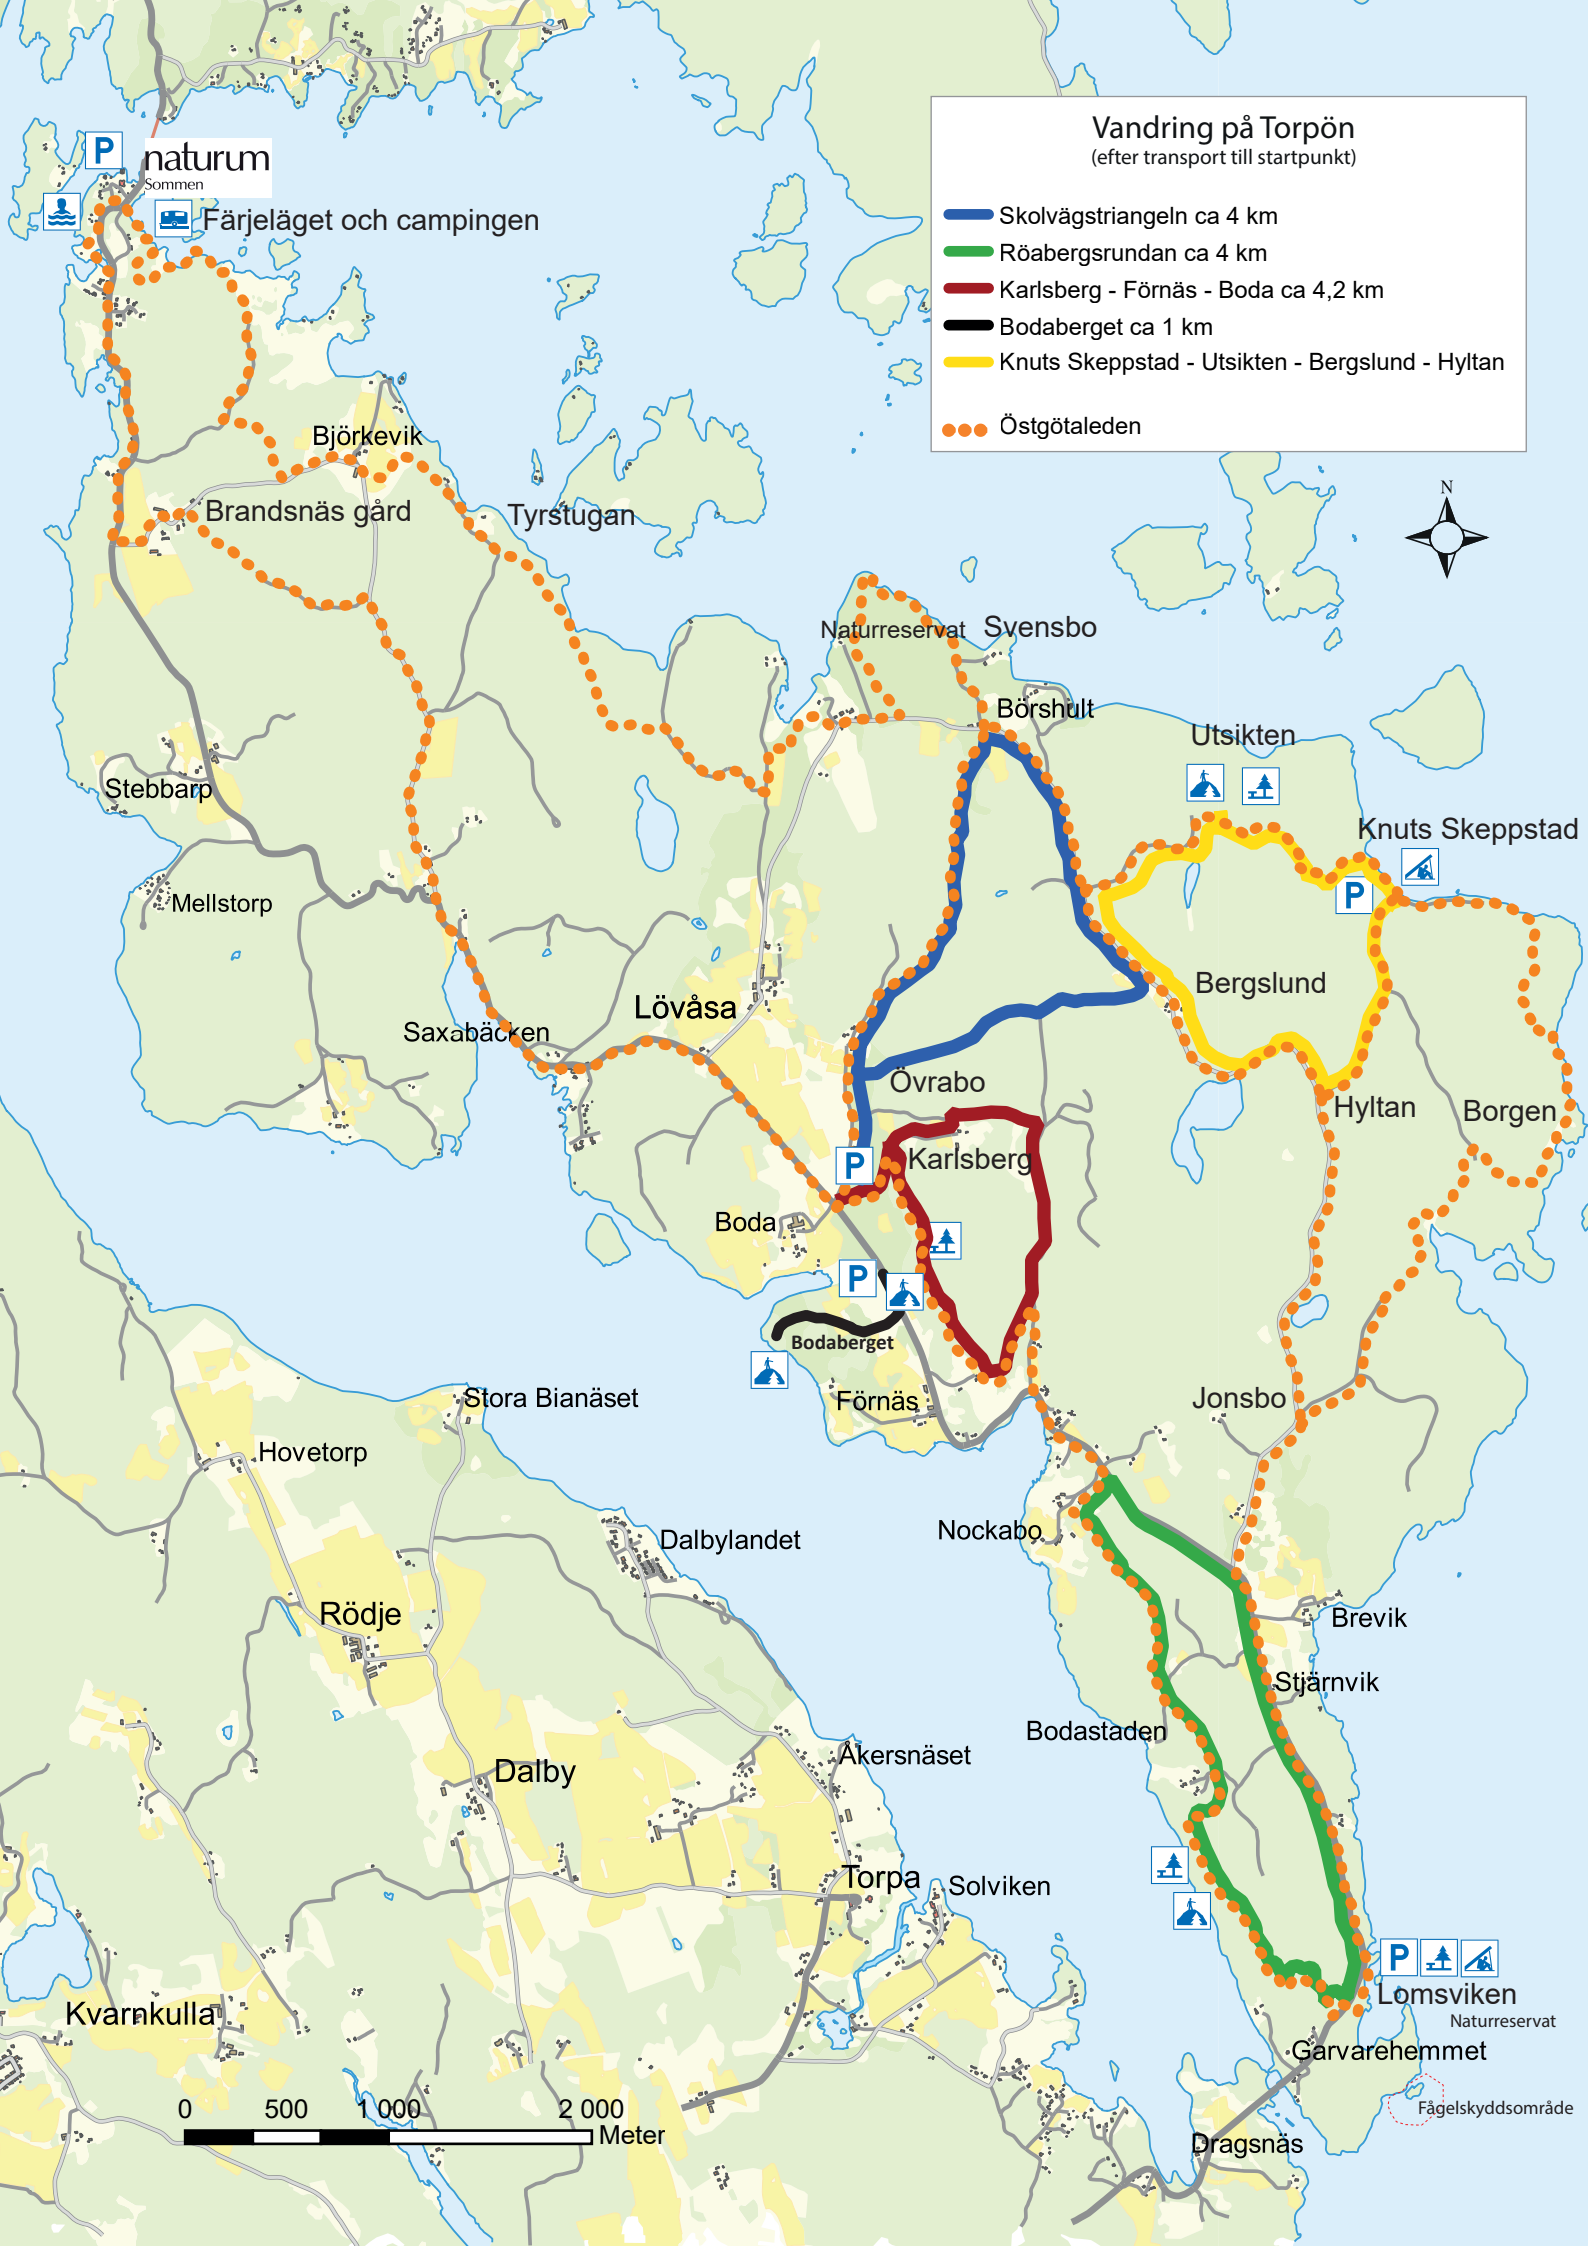 Vandring på Torpön
(efter transport till startpunkt)
Skolvägstriangeln ca 4 km
Röabergsrundan ca 4 km
Karlsberg - Förnäs - Boda ca 4,2 km
Bodaberget ca 1 km
Knuts Skeppstad - Utsikten - Bergslund - Hyltan
Östgötaleden
P
naturum
Sommen
Färjeläget och campingen
Björkevik
Brandsnäs gård
Tyrstugan
N
Naturreservat
Svensbo
Börshult
Utsikten
Stebbarp
Knuts Skeppstad
P
Mellstorp
Bergslund
Lövåsa
Saxabäcken
Övrabo
Hyltan
Borgen
P
Karlsberg
Boda
P
Bodaberget
Förnäs
Jonsbo
Stora Bianäset
Hovetorp
Nockabo
Dalbylandet
Rödje
Brevik
Stjärnvik
Bodastaden
Åkersnäset
Dalby
Torpa
Solviken
P
Lomsviken
Naturreservat
Kvarnkulla
Garvarehemmet
0 500 1 000 2 000
Meter
Fågelskyddsområde
Dragsnäs